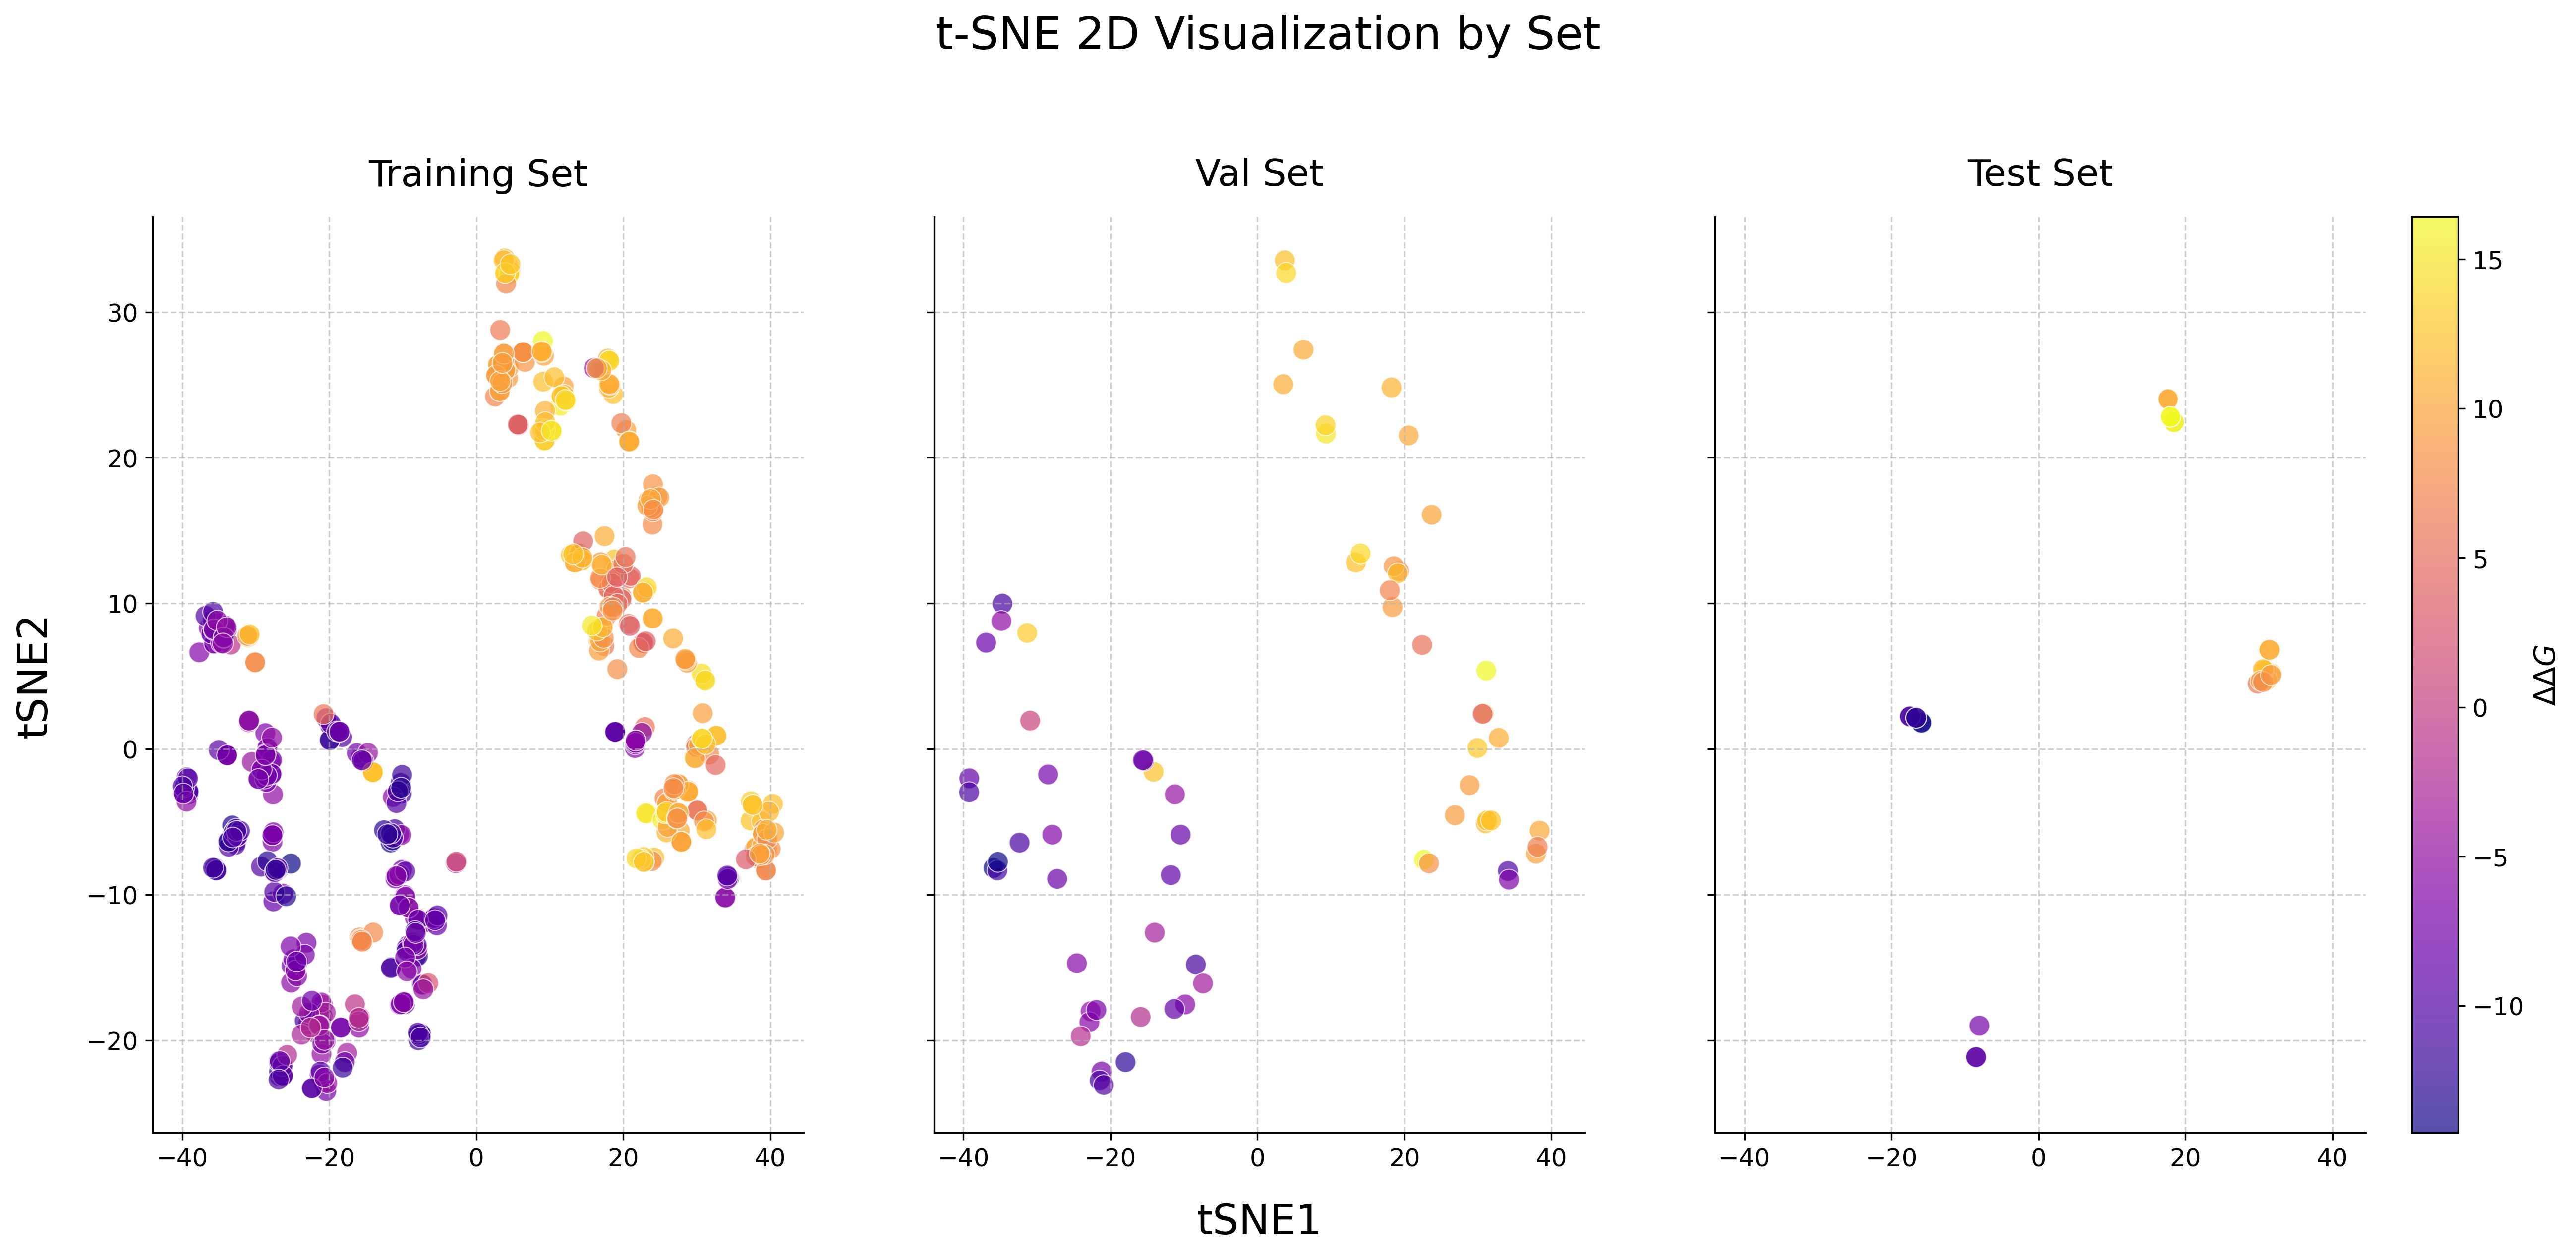 t-SNE 2D Visualization by Set
Training Set
Val Set
Test Set
tSNE2
30
20
10
0
−10
−20
−40 −20 0 20 40
−40 −20 0 20 40
−40 −20 0 20 40
tSNE1
15
10
5
0
−5
−10
ΔΔG